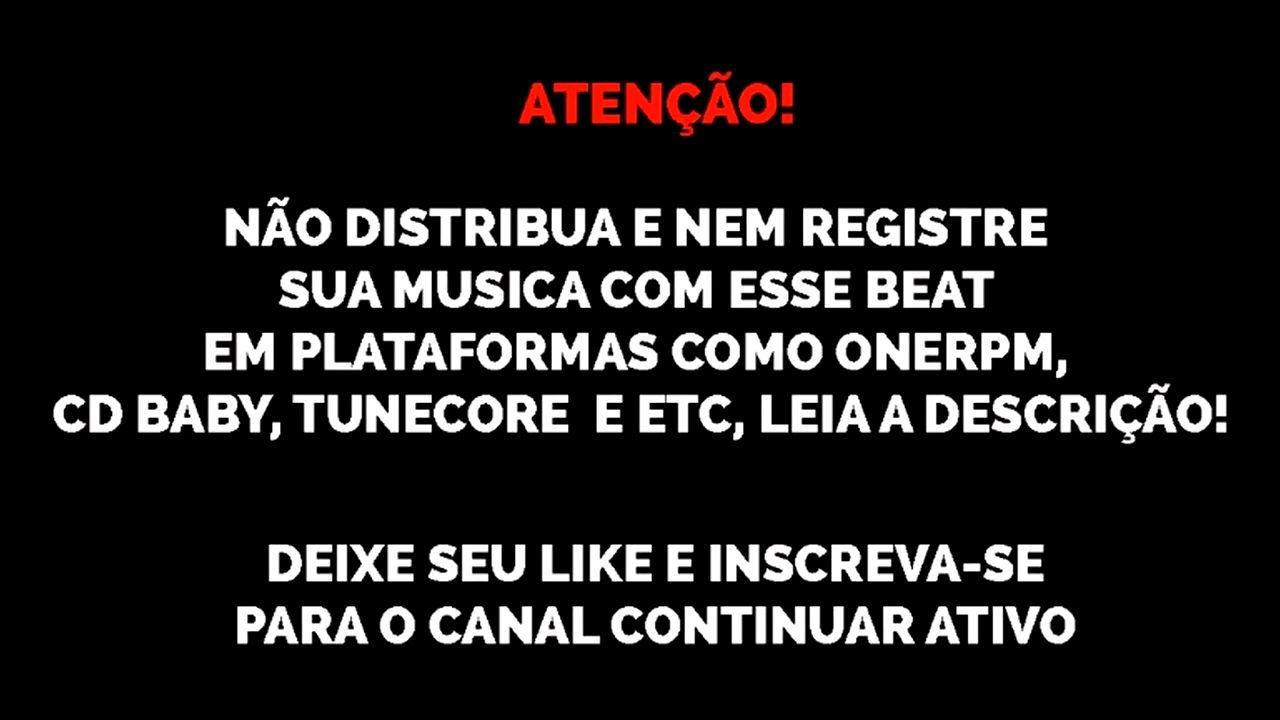 ATENÇÃO!
NÃO DISTRIBUA E NEM REGISTRE
SUA MUSICA COM ESSE BEAT
EM PLATAFORMAS COMO ONERPM,
CD BABY, TUNECORE E ETC, LEIA A DESCRIÇÃO!
DEIXE SEU LIKE E INSCREVA-SE
PARA O CANAL CONTINUAR ATIVO